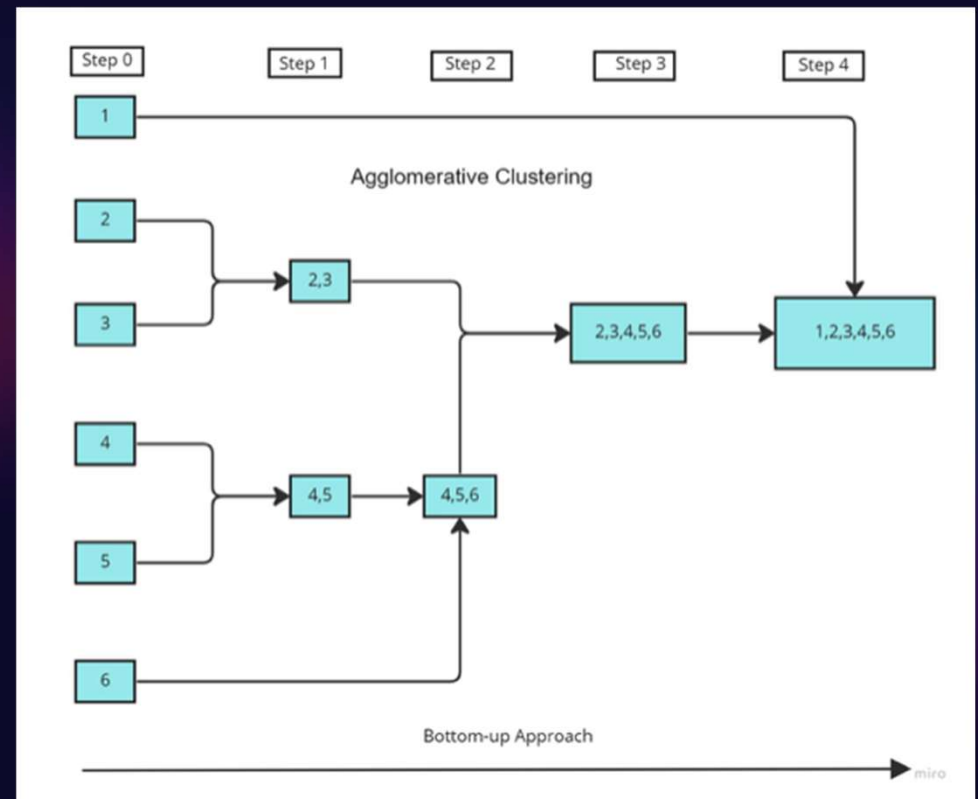 Step 0
Step 1
Step 2
Step 3
Step 4
1
Agglomerative Clustering
2
2,3
3
2,3,4,5,6
1,2,3,4,5,6
4
4,5
4,5,6
5
6
Bottom-up Approach
miro